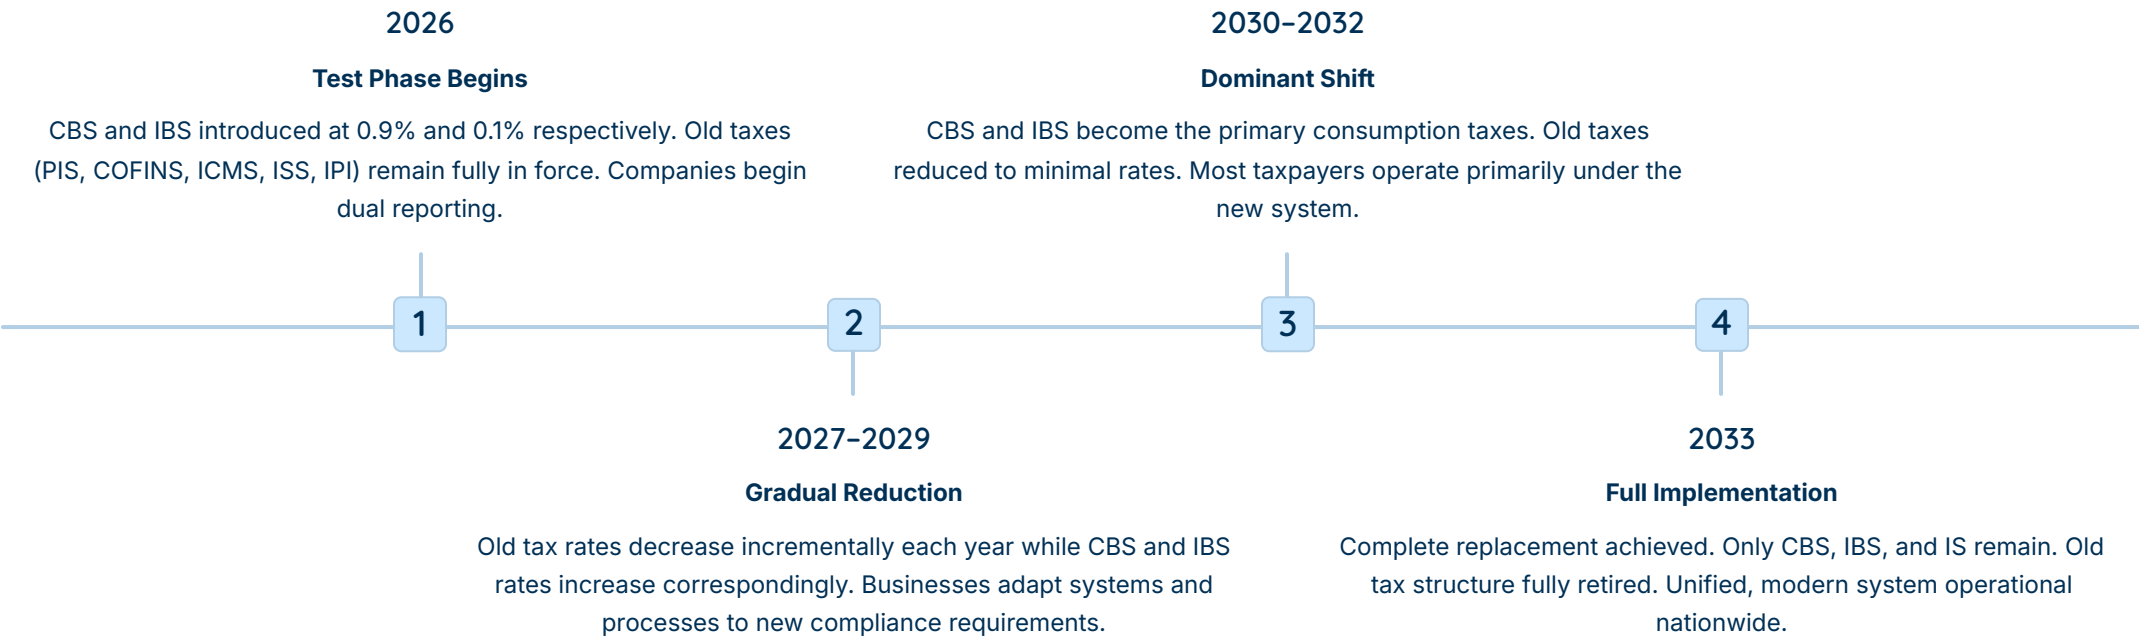 2026
Test Phase Begins
CBS and IBS introduced at 0.9% and 0.1% respectively. Old taxes
(PIS, COFINS, ICMS, ISS, IPI) remain fully in force. Companies begin
dual reporting.
2030–2032
Dominant Shift
CBS and IBS become the primary consumption taxes. Old taxes
reduced to minimal rates. Most taxpayers operate primarily under the
new system.
1
2
3
4
2027–2029
Gradual Reduction
Old tax rates decrease incrementally each year while CBS and IBS
rates increase correspondingly. Businesses adapt systems and
processes to new compliance requirements.
2033
Full Implementation
Complete replacement achieved. Only CBS, IBS, and IS remain. Old
tax structure fully retired. Unified, modern system operational
nationwide.